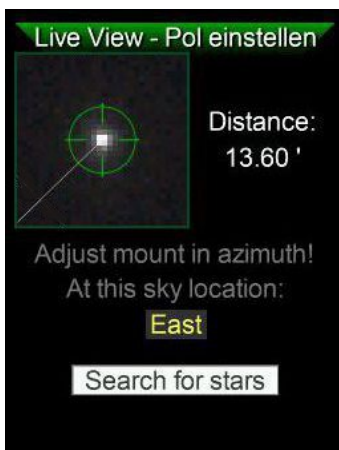 Live View - Pol einstellen
Distance:
13.60 '
Adjust mount in azimuth!
At this sky location:
East
Search for stars